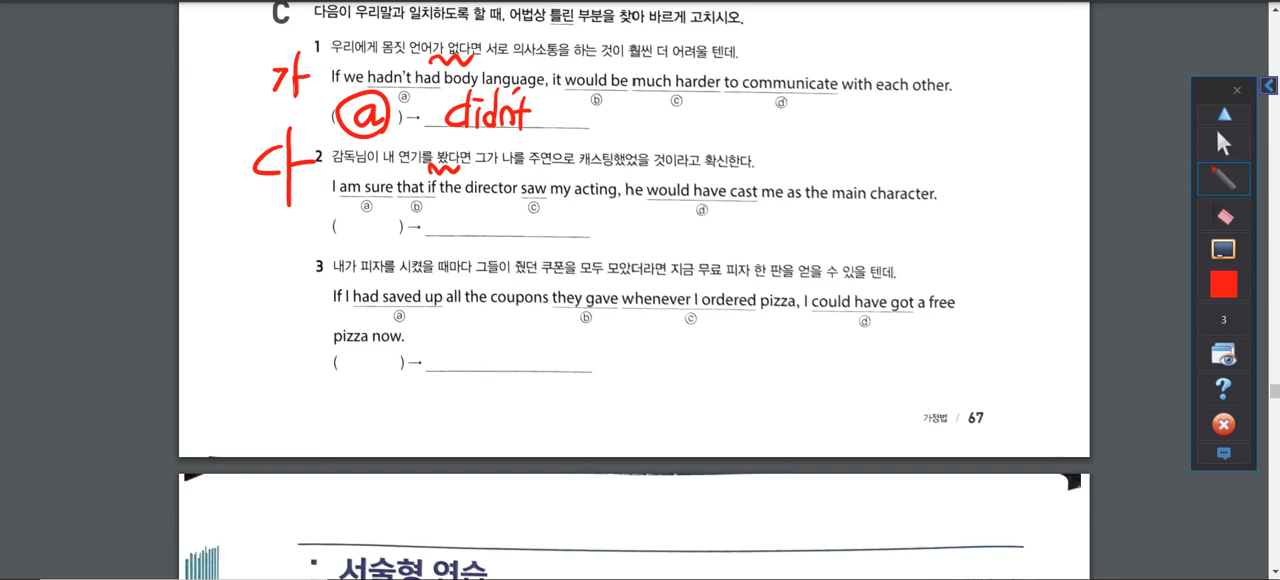 C 다음이 우리말과 일치하도록 할 때, 어법상 틀린 부분을 찾아 바르게 고치시오.
1 우리에게 몸짓 언어가 없다면 서로 의사소통을 하는 것이 훨씬 더 어려울 텐데.
가
If we hadn't had body language, it would be much harder to communicate with each other.
ⓐ ⓑ ⓒ ⓓ
( ⓐ ) → didn't
2 감독님이 내 연기를 봤다면 그가 나를 주연으로 캐스팅했었을 것이라고 확신한다.
I am sure that if the director saw my acting, he would have cast me as the main character.
ⓐ ⓑ ⓒ ⓓ
( ) →
3 내가 피자를 시켰을 때마다 그들이 줬던 쿠폰을 모두 모았더라면 지금 무료 피자 한 판을 얻을 수 있을 텐데.
If I had saved up all the coupons they gave whenever I ordered pizza, I could have got a free
ⓐ ⓑ ⓒ ⓓ
pizza now.
( ) →
가정법 / 67
서술형 연습
3